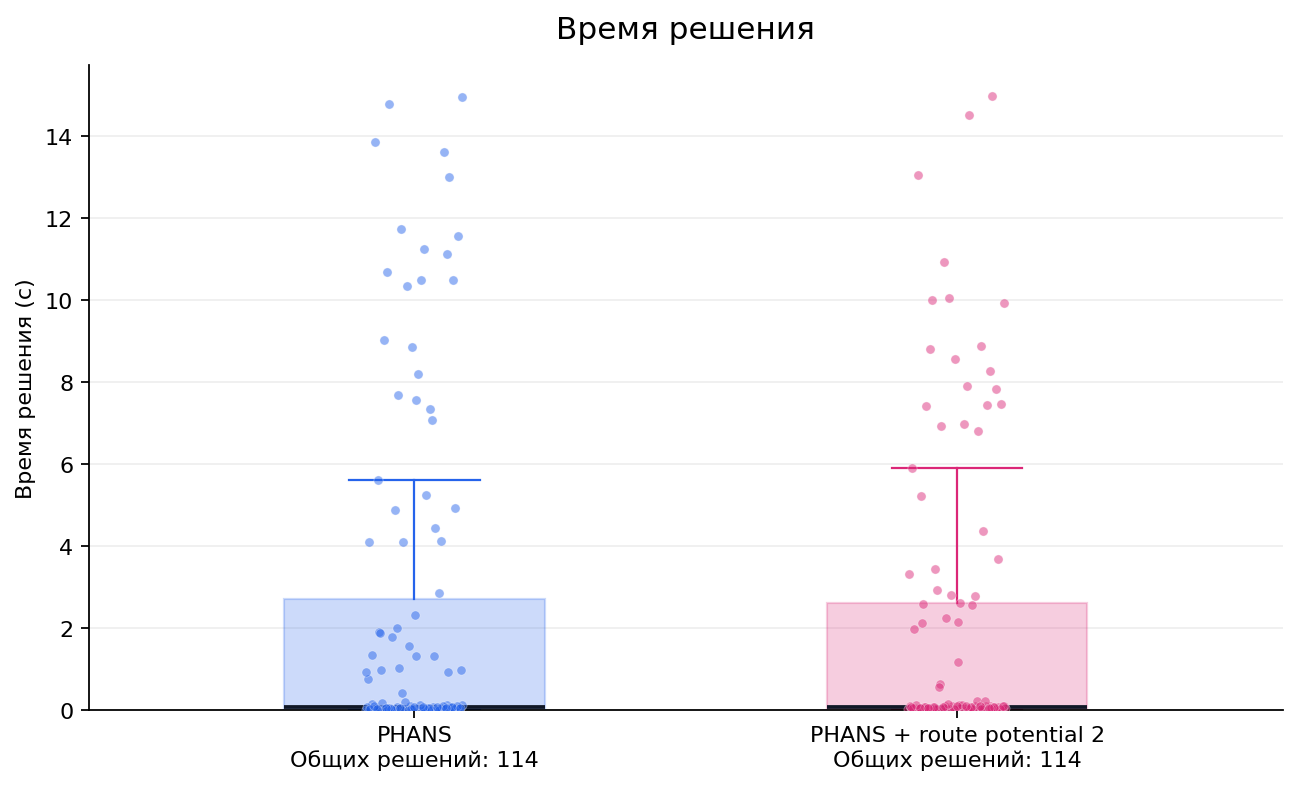 Время решения
Время решения (с)
14
12
10
8
6
4
2
0
PHANS
Общих решений: 114
PHANS + route potential 2
Общих решений: 114